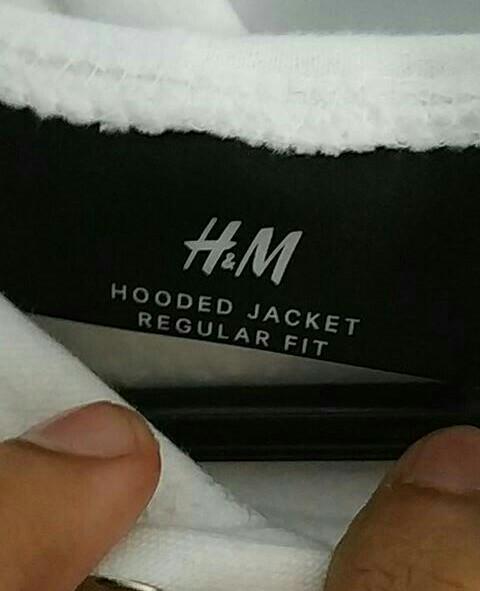 H&M
HOODED JACKET
REGULAR FIT